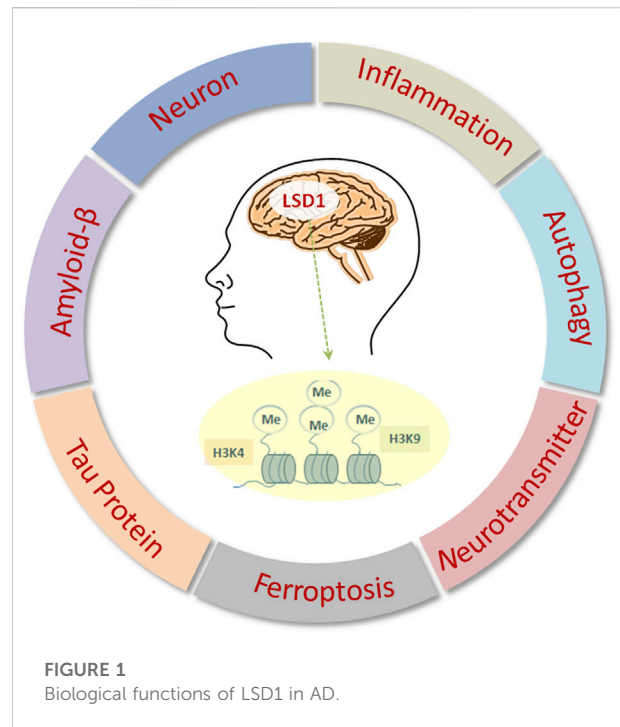 Neuron
Inflammation
Autophagy
Neurotransmitter
Ferroptosis
Tau Protein
Amyloid-β
LSD1
Me
Me
Me
Me
H3K4
H3K9
FIGURE 1
Biological functions of LSD1 in AD.